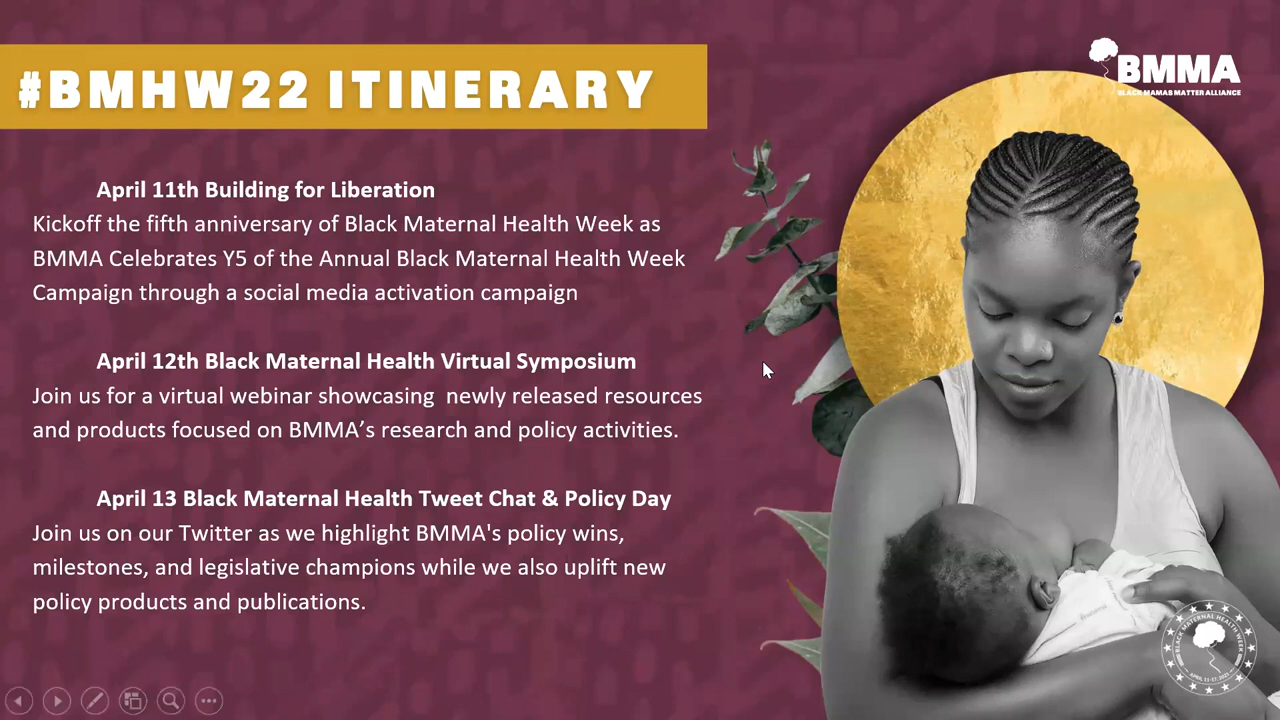 #BMHW22 ITINERARY
BMMA
BLACK MAMAS MATTER ALLIANCE
April 11th Building for Liberation
Kickoff the fifth anniversary of Black Maternal Health Week as
BMMA Celebrates Y5 of the Annual Black Maternal Health Week
Campaign through a social media activation campaign
April 12th Black Maternal Health Virtual Symposium
Join us for a virtual webinar showcasing  newly released resources
and products focused on BMMA’s research and policy activities.
April 13 Black Maternal Health Tweet Chat & Policy Day
Join us on our Twitter as we highlight BMMA's policy wins,
milestones, and legislative champions while we also uplift new
policy products and publications.
BLACK MATERNAL HEALTH WEEK